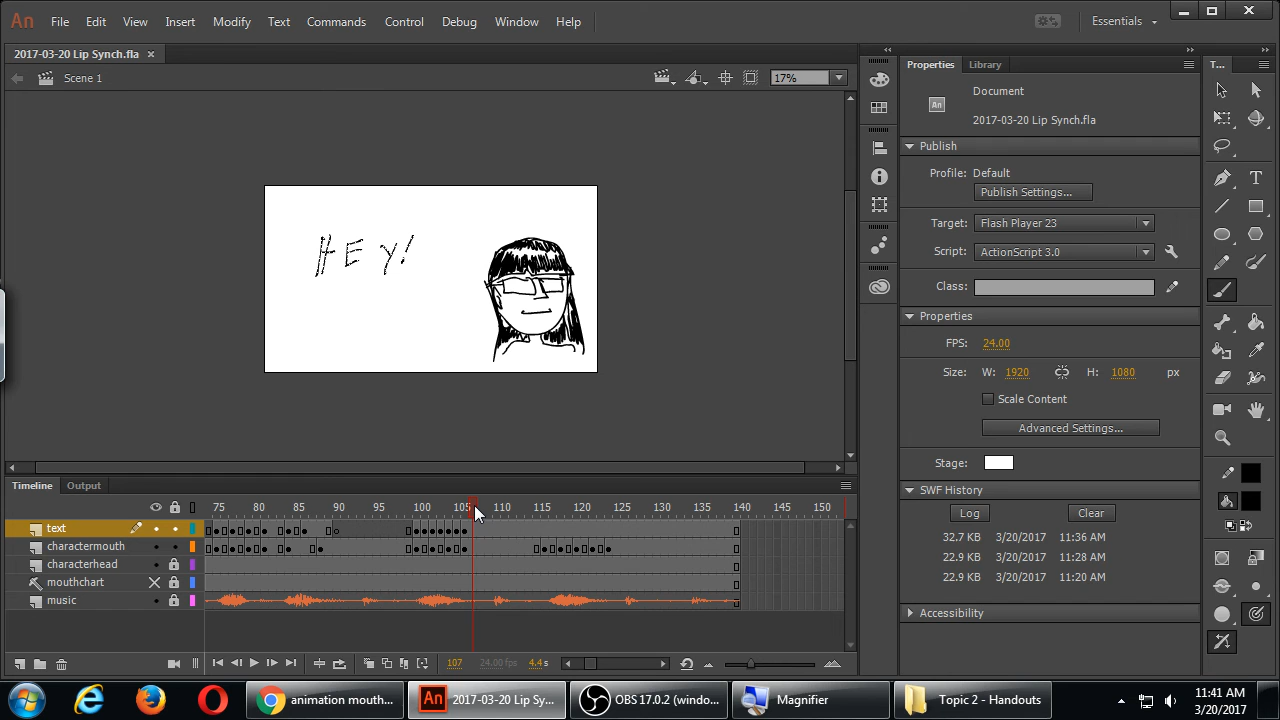 An File Edit View Insert Modify Text Commands Control Debug Window Help Essentials
2017-03-20 Lip Synch.fla
Scene 1 17%
HEY!
Properties Library T...
Document
2017-03-20 Lip Synch.fla
Publish
Profile: Default
Publish Settings...
Target: Flash Player 23
Script: ActionScript 3.0
Class:
Properties
FPS: 24.00
Size: W: 1920 H: 1080 px
Scale Content
Advanced Settings...
Stage:
SWF History
Log Clear
32.7 KB 3/20/2017 11:36 AM
22.9 KB 3/20/2017 11:28 AM
22.9 KB 3/20/2017 11:20 AM
Accessibility
Timeline Output
75 80 85 90 95 100 105 110 115 120 125 130 135 140 145 150
text
charactermouth
characterhead
mouthchart
music
107 24.00 fps 4.4 s
animation mouth... An 2017-03-20 Lip Sy... OBS 17.0.2 (windo... Magnifier Topic 2 - Handouts
11:41 AM
3/20/2017